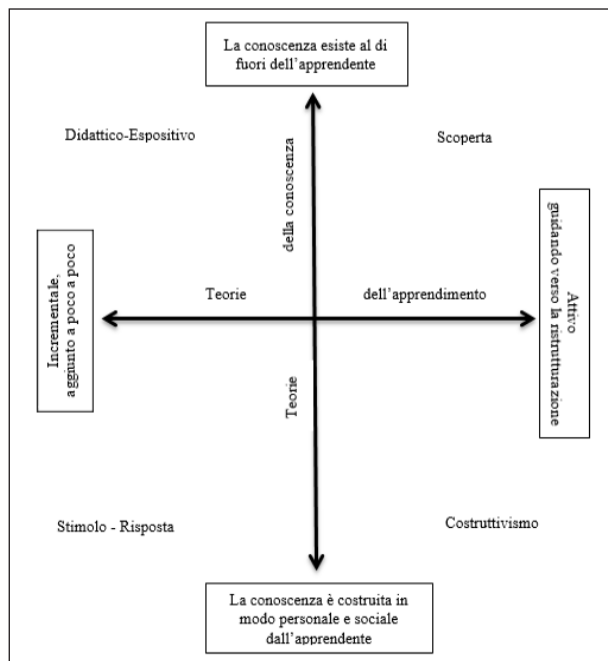 La conoscenza esiste al di
fuori dell'apprendente
Didattico-Espositivo
Scoperta
della conoscenza
Incrementale,
aggiunto a poco a poco
Teorie
dell'apprendimento
Attivo
guidando verso la ristrutturazione
Teorie
Stimolo - Risposta
Costruttivismo
La conoscenza è costruita in
modo personale e sociale
dall'apprendente